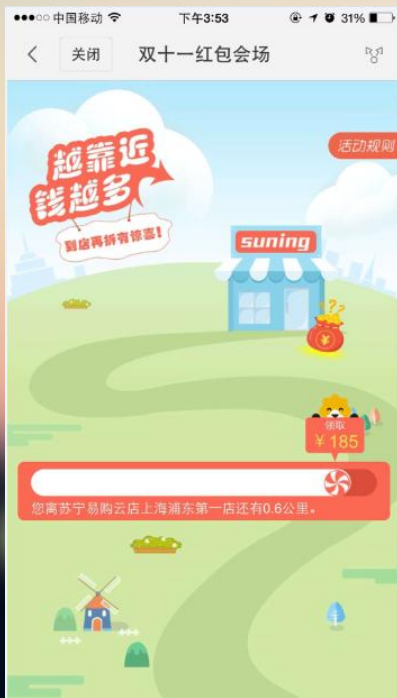 中国移动 下午3:53 31%
关闭 双十一红包会场
越靠近
钱越多
活动规则
到店再拆有惊喜!
suning
??
¥
领取
¥185
您离苏宁易购云店上海浦东第一店还有0.6公里。